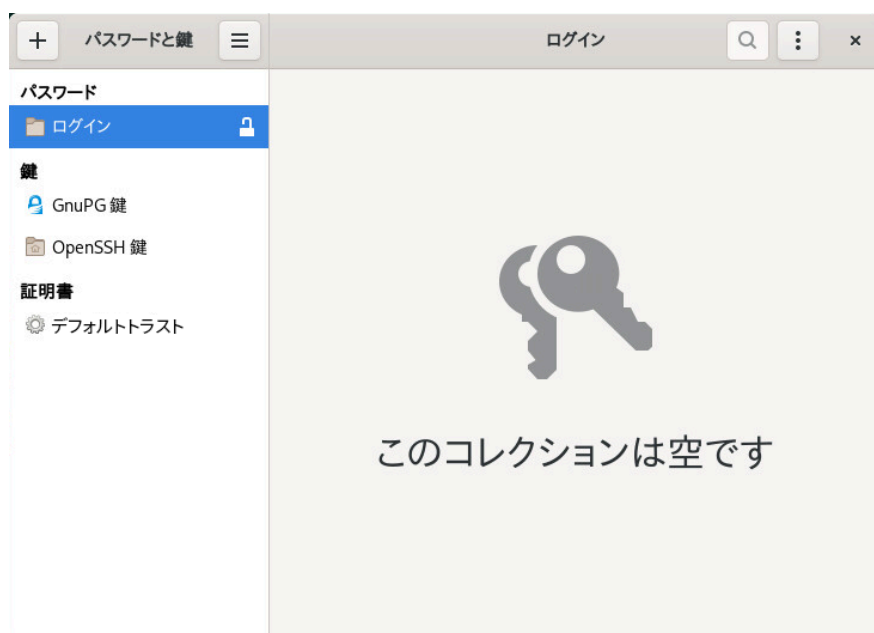 パスワードと鍵
ログイン
パスワード
ログイン
鍵
GnuPG 鍵
OpenSSH 鍵
証明書
デフォルトトラスト
このコレクションは空です